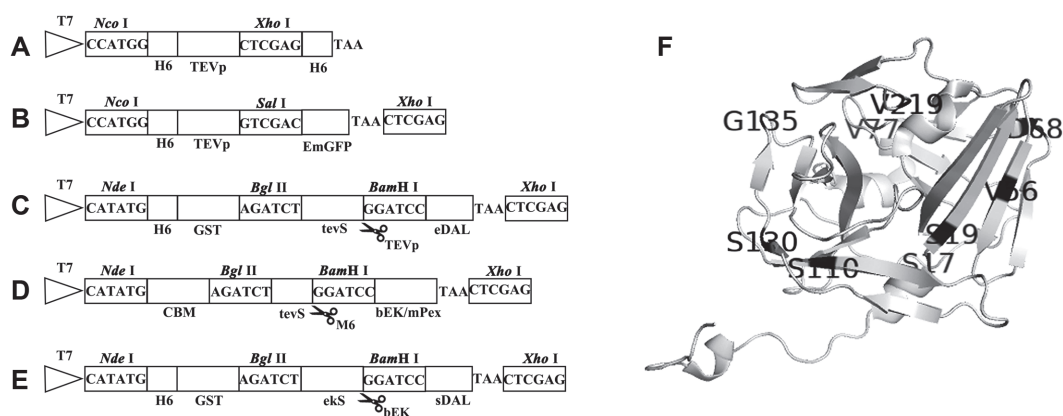 A
T7
Nco I
Xho I
CCATGG
CTCGAG
TAA
H6
TEVp
H6
B
T7
Nco I
Sal I
Xho I
CCATGG
GTCGAC
TAA
CTCGAG
H6
TEVp
EmGFP
C
T7
Nde I
Bgl II
BamH I
Xho I
CATATG
AGATCT
GGATCC
TAA
CTCGAG
H6
GST
tevS
TEVp
eDAL
D
T7
Nde I
Bgl II
BamH I
Xho I
CATATG
AGATCT
GGATCC
TAA
CTCGAG
CBM
tevS
M6
bEK/mPex
E
T7
Nde I
Bgl II
BamH I
Xho I
CATATG
AGATCT
GGATCC
TAA
CTCGAG
H6
GST
ekS
bEK
sDAL
F
V219
G135
V77
S19
S130
S110
S17